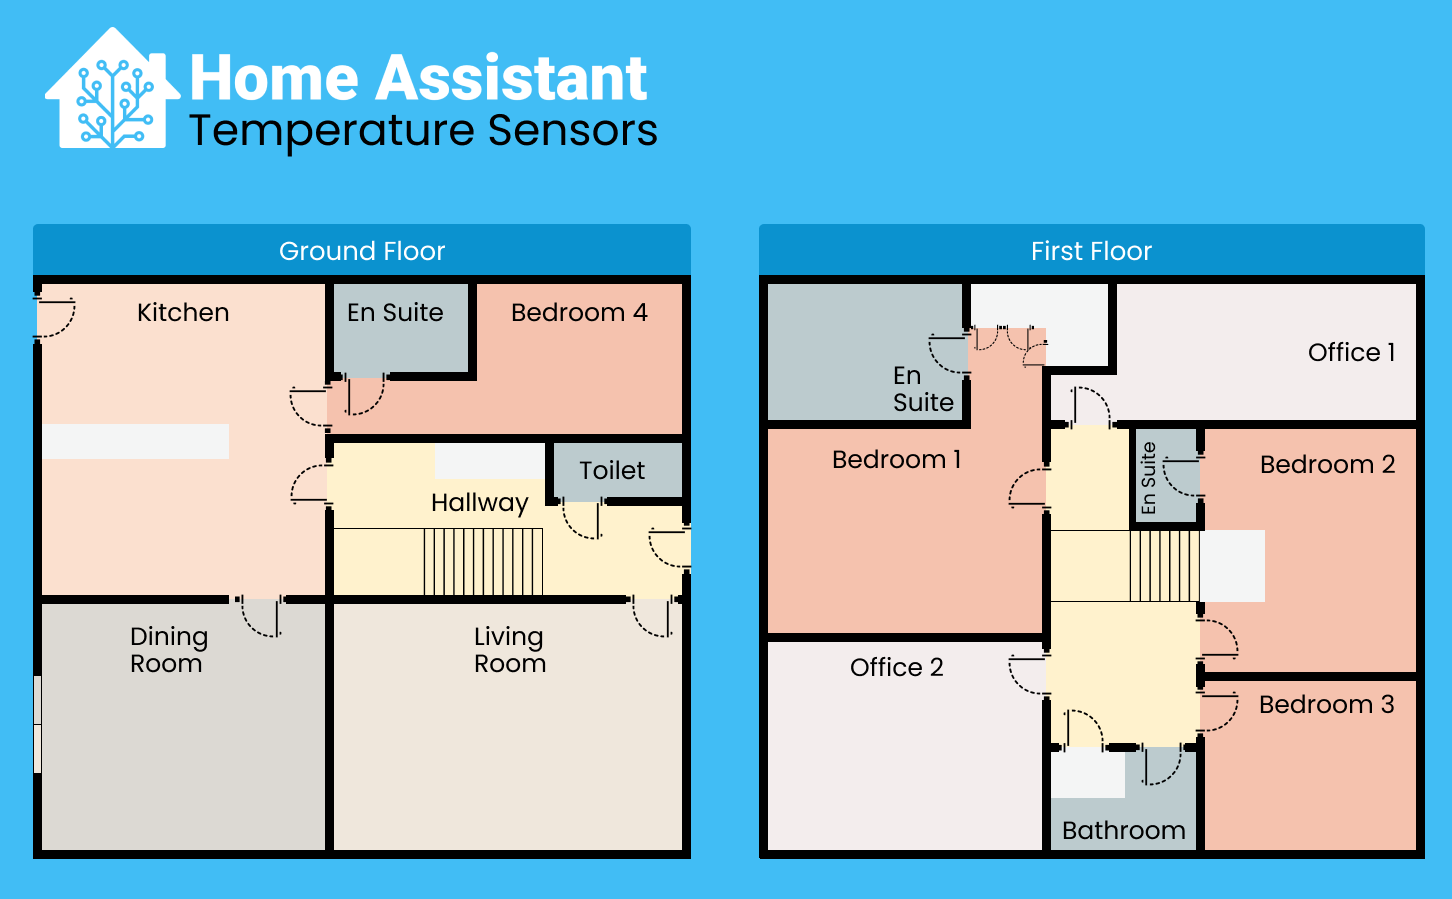 Home Assistant
Temperature Sensors
Ground Floor
Kitchen
En Suite
Bedroom 4
Toilet
Hallway
Dining
Room
Living
Room
First Floor
Office 1
En
Suite
Bedroom 1
En Suite
Bedroom 2
Office 2
Bedroom 3
Bathroom